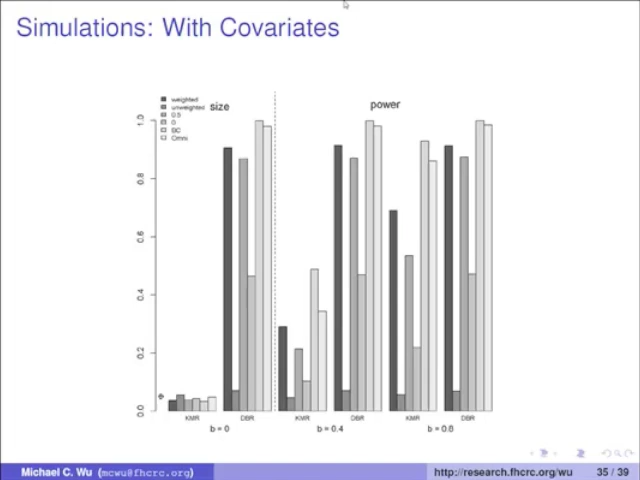 Simulations: With Covariates
weighted
unweighted
0.5
0
BC
Omni
size
power
1.0
0.8
0.6
0.4
0.2
0.0
KMR
DBR
KMR
DBR
KMR
DBR
b = 0
b = 0.4
b = 0.8
Michael C. Wu (mcwu@fhcrc.org)
http://research.fhcrc.org/wu
35 / 39